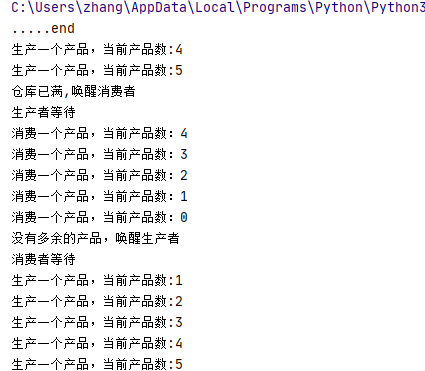 C:\Users\zhang\AppData\Local\Programs\Python\Python3
.....end
生产一个产品，当前产品数:4
生产一个产品，当前产品数:5
仓库已满,唤醒消费者
生产者等待
消费一个产品，当前产品数：4
消费一个产品，当前产品数：3
消费一个产品，当前产品数：2
消费一个产品，当前产品数：1
消费一个产品，当前产品数：0
没有多余的产品，唤醒生产者
消费者等待
生产一个产品，当前产品数:1
生产一个产品，当前产品数:2
生产一个产品，当前产品数:3
生产一个产品，当前产品数:4
生产一个产品，当前产品数:5